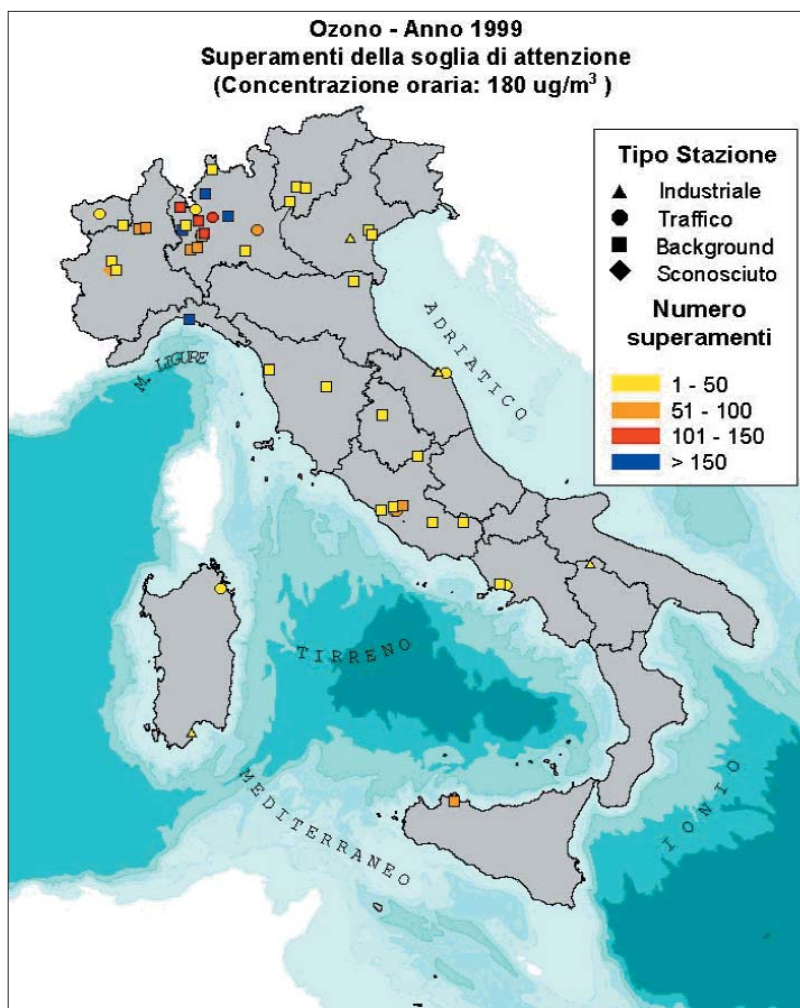 Ozono - Anno 1999
Superamenti della soglia di attenzione
(Concentrazione oraria: 180 ug/m³ )
Tipo Stazione
Industriale
Traffico
Background
Sconosciuto
Numero
superamenti
1 - 50
51 - 100
101 - 150
> 150
ADRIATICO
M. LIGURE
TIRRENO
MEDITERRANEO
IONIO